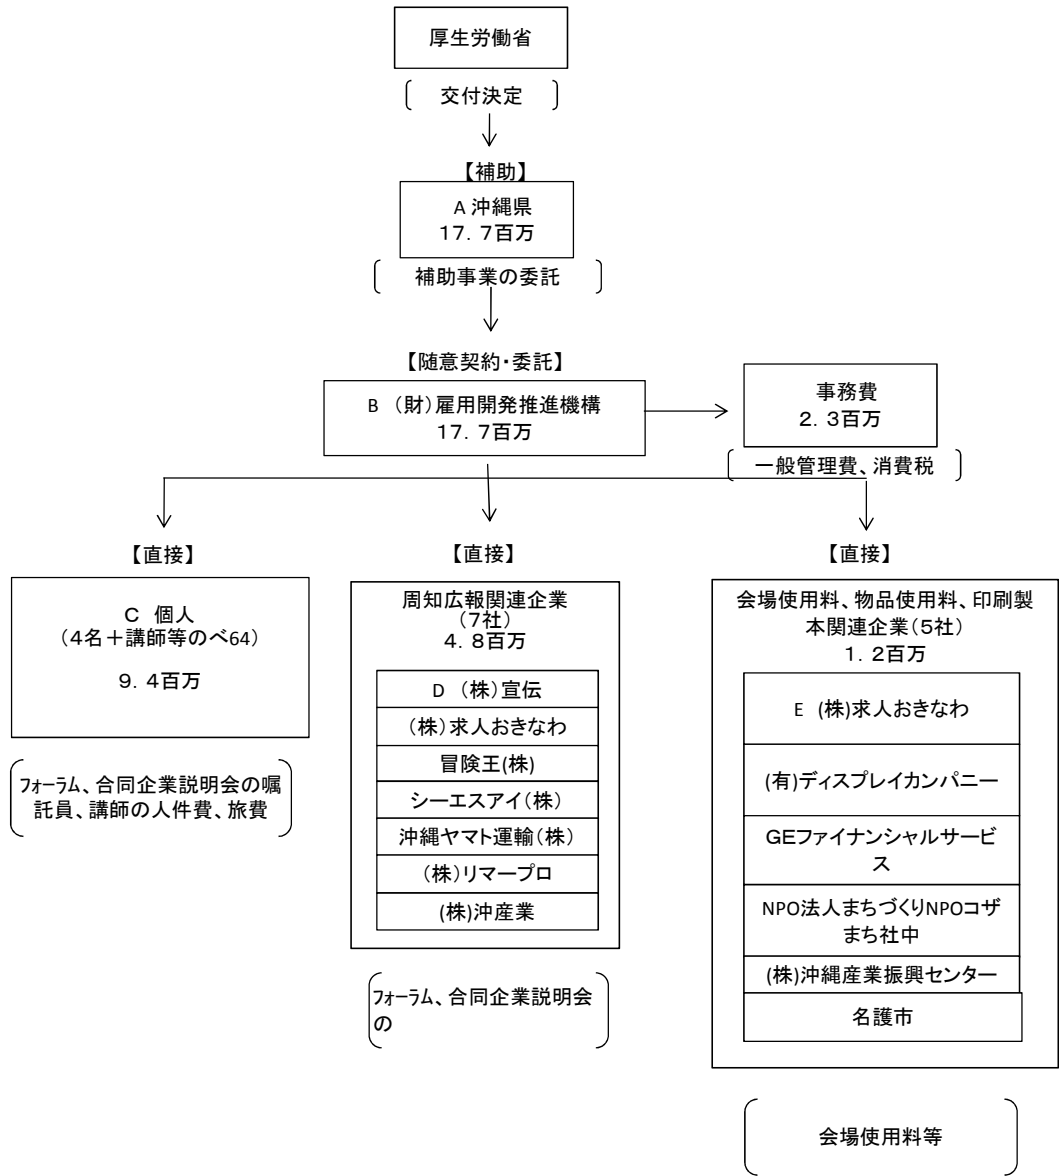 厚生労働省
交付決定
【補助】
A 沖縄県
17．7百万
補助事業の委託
【随意契約・委託】
B （財）雇用開発推進機構
17．7百万
事務費
2．3百万
一般管理費、消費税
【直接】
C 個人
（4名＋講師等のべ64）
9．4百万
フォーラム、合同企業説明会の嘱
託員、講師の人件費、旅費
【直接】
周知広報関連企業
（7社）
4．8百万
D （株）宣伝
（株）求人おきなわ
冒険王(株)
シーエスアイ（株）
沖縄ヤマト運輸（株）
（株）リマープロ
(株)沖産業
フォーラム、合同企業説明会
の
【直接】
会場使用料、物品使用料、印刷製
本関連企業（5社）
1．2百万
E (株)求人おきなわ
(有)ディスプレイカンパニー
GEファイナンシャルサービ
ス
NPO法人まちづくりNPOコザ
まち社中
(株)沖縄産業振興センター
名護市
会場使用料等